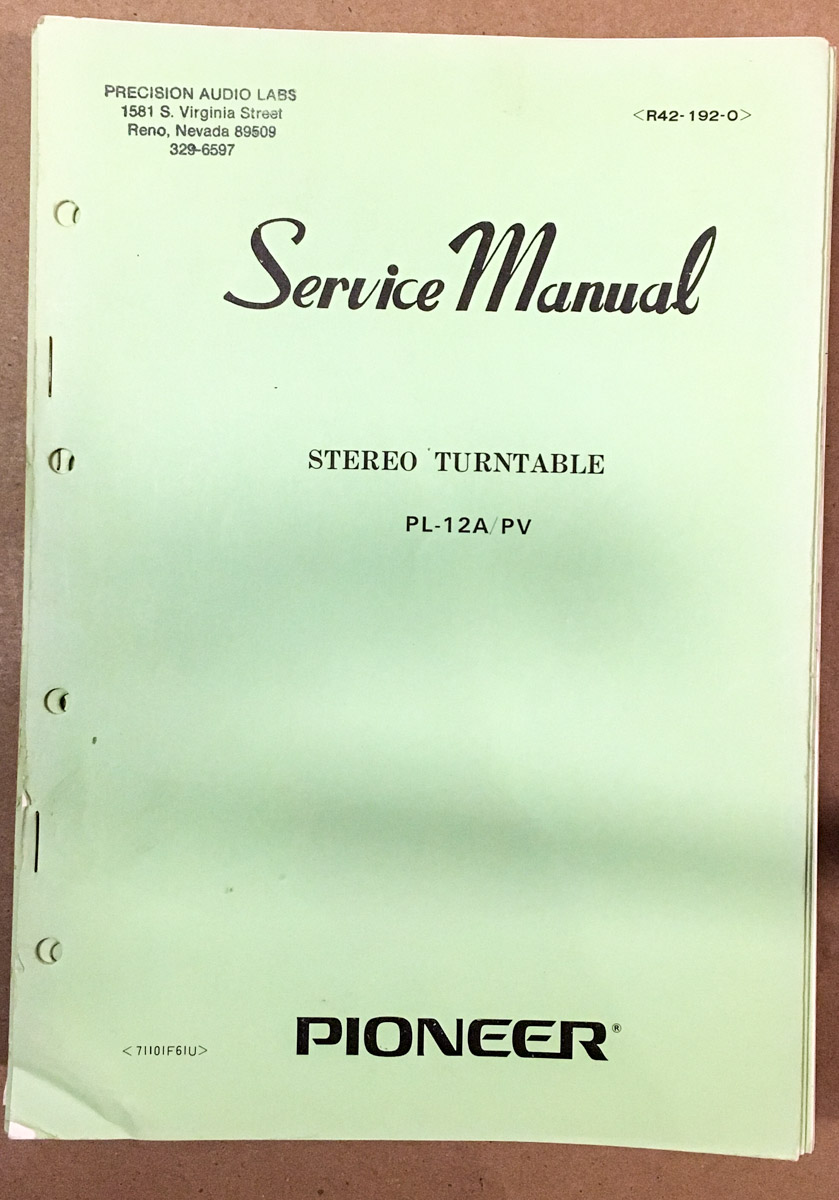 PRECISION AUDIO LABS
1581 S. Virginia Street
Reno, Nevada 89509
329-6597
<R42-192-0>
Service Manual
STEREO TURNTABLE
PL-12A/PV
<71101F61U>
PIONEER®